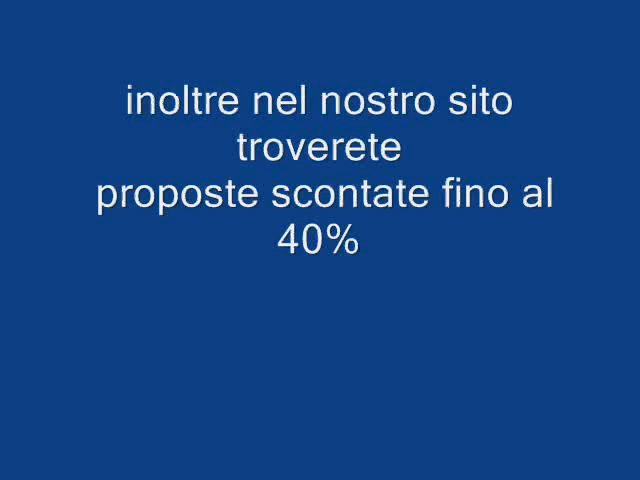 inoltre nel nostro sito
troverete
proposte scontate fino al
40%